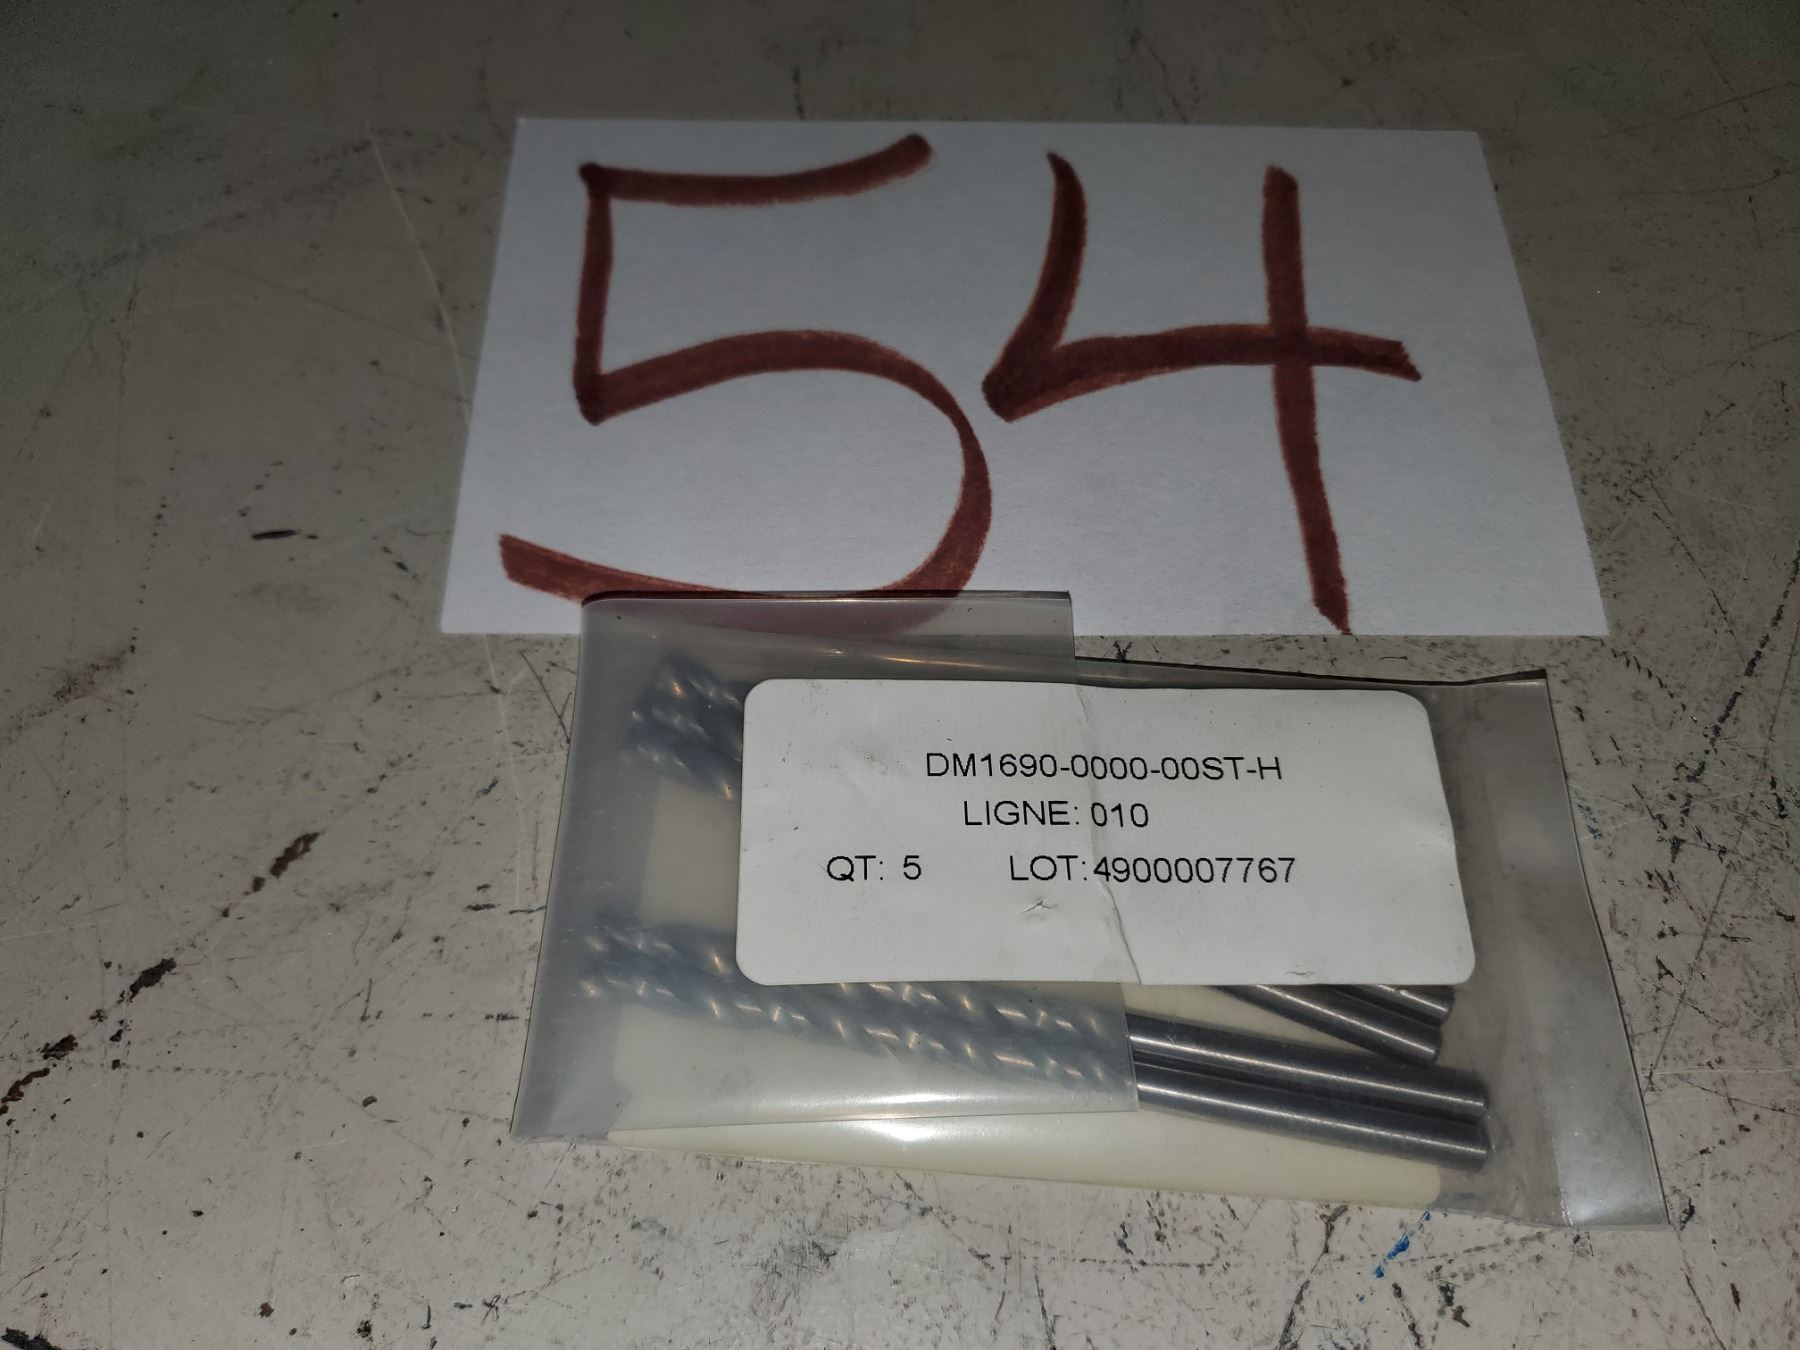 54
DM1690-0000-00ST-H
LIGNE: 010
QT: 5 LOT:4900007767